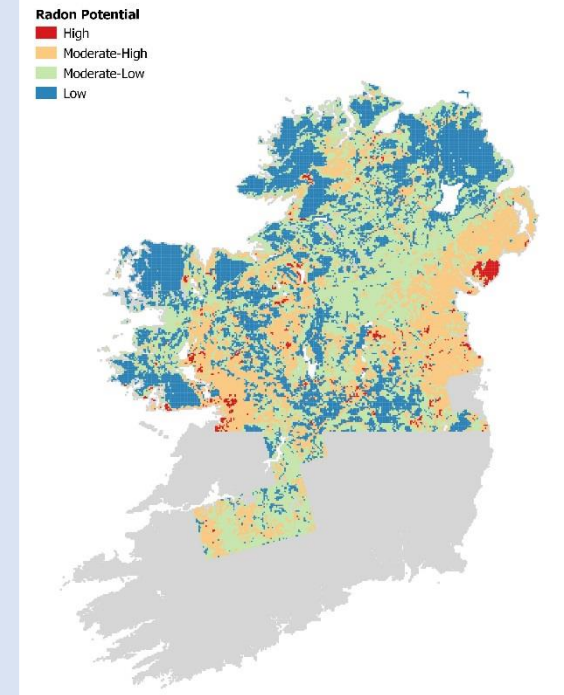 Radon Potential
High
Moderate-High
Moderate-Low
Low